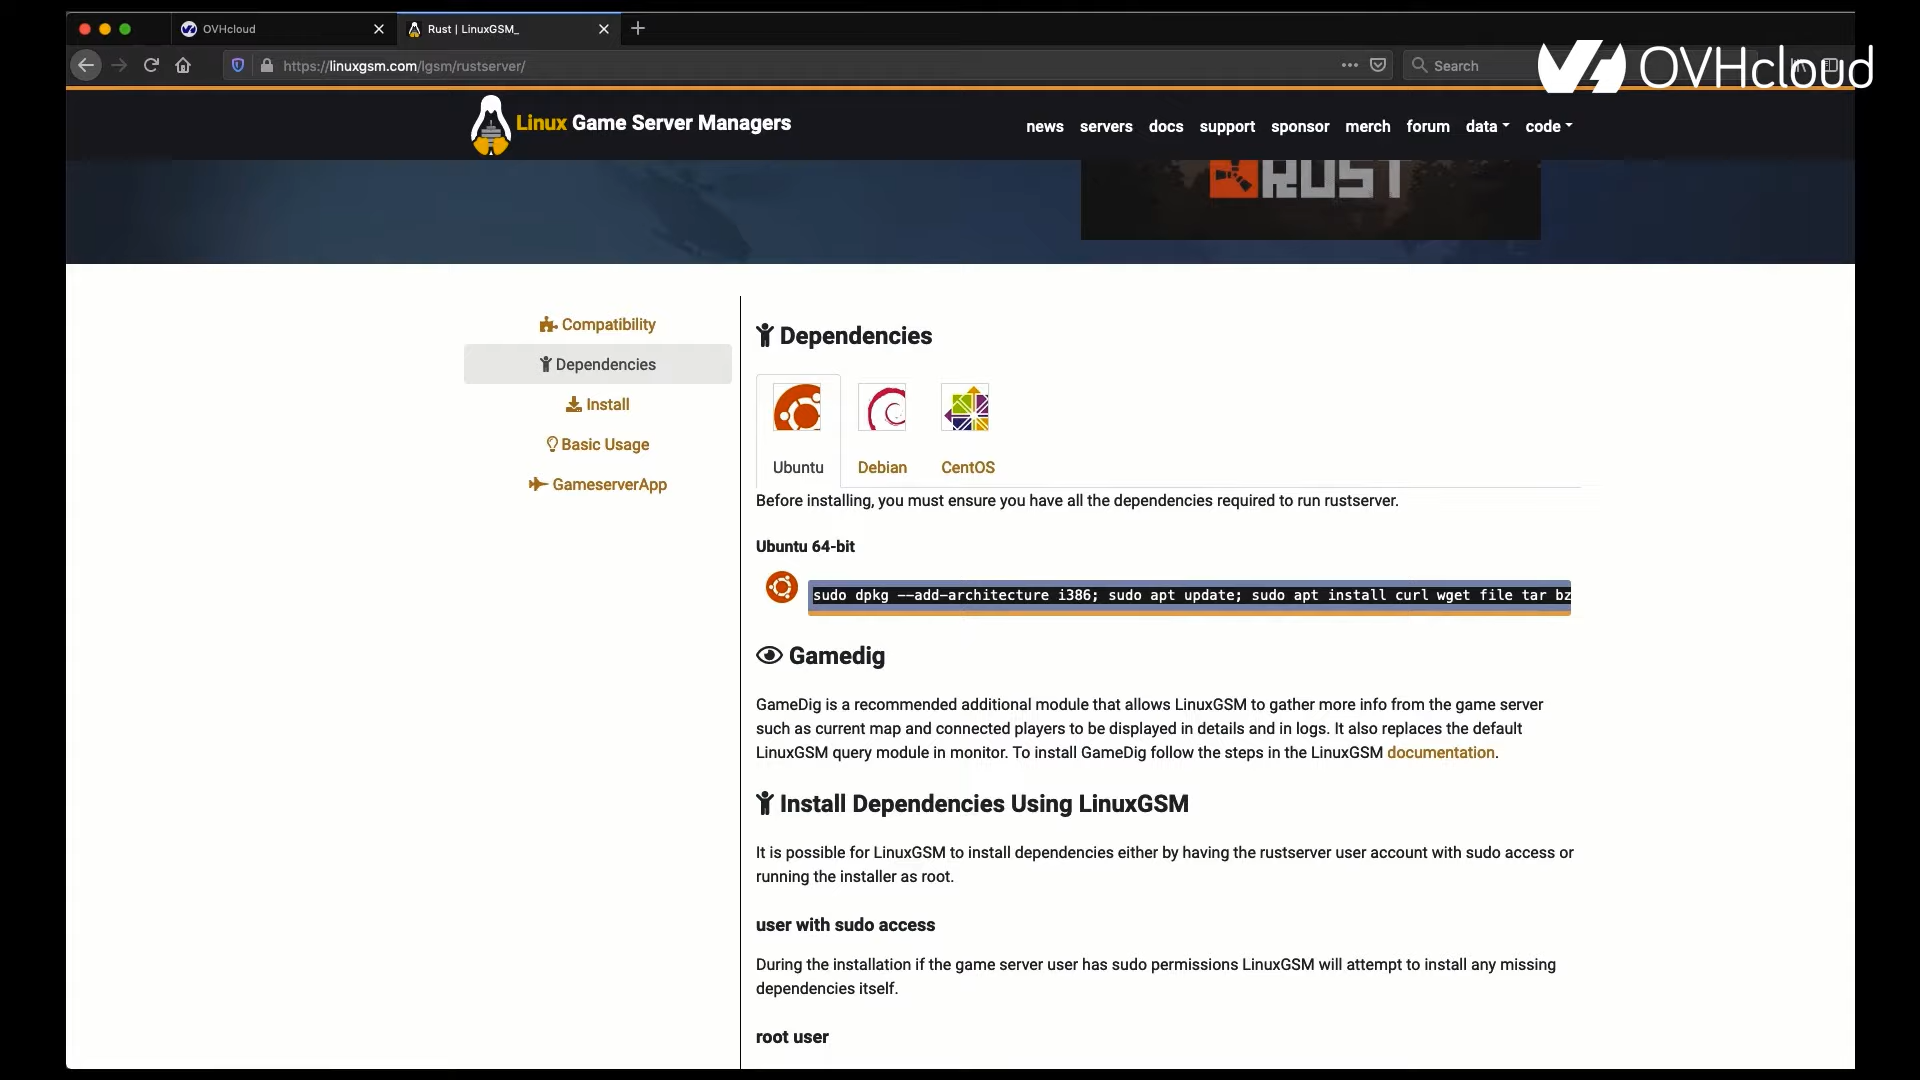 OVHcloud
Rust | LinuxGSM_
https://linuxgsm.com/lgsm/rustserver/
Search
OVHcloud
Linux Game Server Managers
news servers docs support sponsor merch forum data code
RUST
Compatibility
Dependencies
Install
Basic Usage
GameserverApp
Dependencies
Ubuntu Debian CentOS
Before installing, you must ensure you have all the dependencies required to run rustserver.
Ubuntu 64-bit
sudo dpkg --add-architecture i386; sudo apt update; sudo apt install curl wget file tar bz
Gamedig
GameDig is a recommended additional module that allows LinuxGSM to gather more info from the game server
such as current map and connected players to be displayed in details and in logs. It also replaces the default
LinuxGSM query module in monitor. To install GameDig follow the steps in the LinuxGSM documentation.
Install Dependencies Using LinuxGSM
It is possible for LinuxGSM to install dependencies either by having the rustserver user account with sudo access or
running the installer as root.
user with sudo access
During the installation if the game server user has sudo permissions LinuxGSM will attempt to install any missing
dependencies itself.
root user